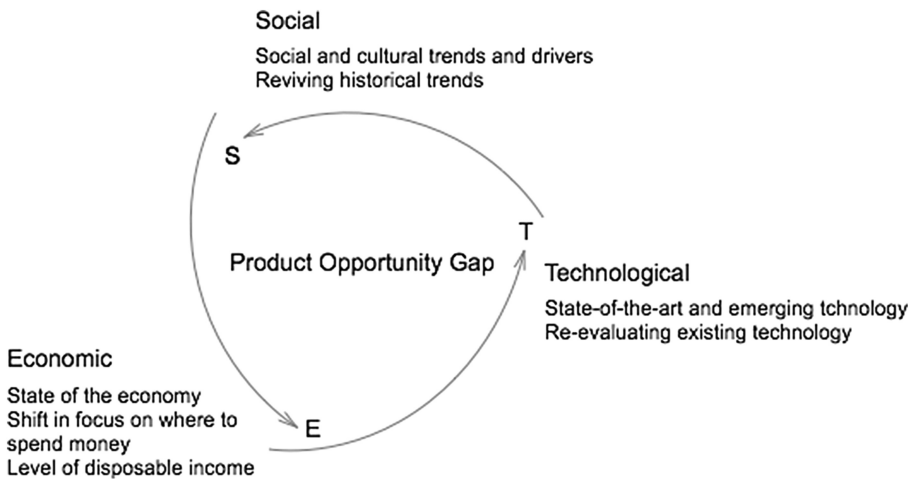 Social
Social and cultural trends and drivers
Reviving historical trends
S
T
Product Opportunity Gap
Technological
State-of-the-art and emerging tchnology
Re-evaluating existing technology
Economic
State of the economy
Shift in focus on where to
spend money
Level of disposable income
E